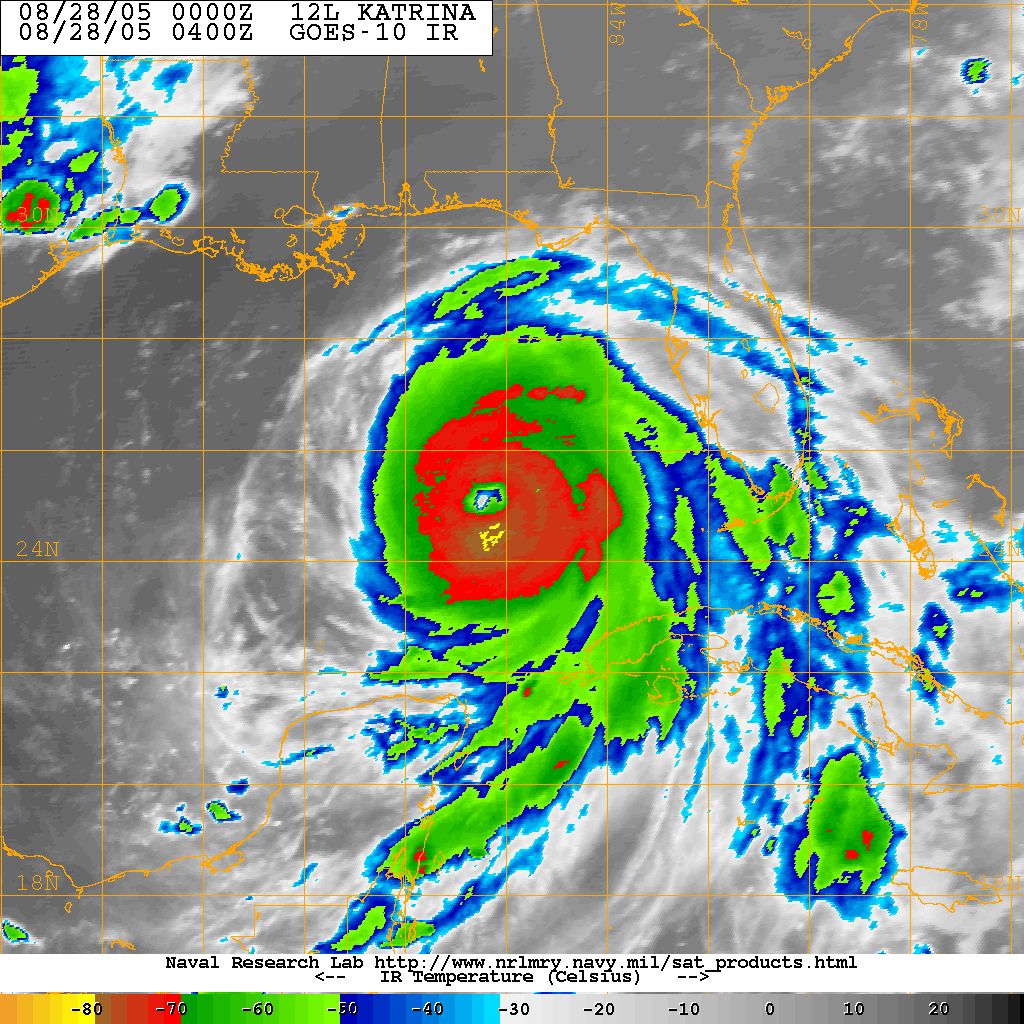 08/28/05 0000Z 12L KATRINA
08/28/05 0400Z GOES-10 IR
84W
78W
30N
30N
24N
24N
18N
18N
Naval Research Lab http://www.nrlmry.navy.mil/sat_products.html
<-- IR Temperature (Celsius) -->
-80 -70 -60 -50 -40 -30 -20 -10 0 10 20